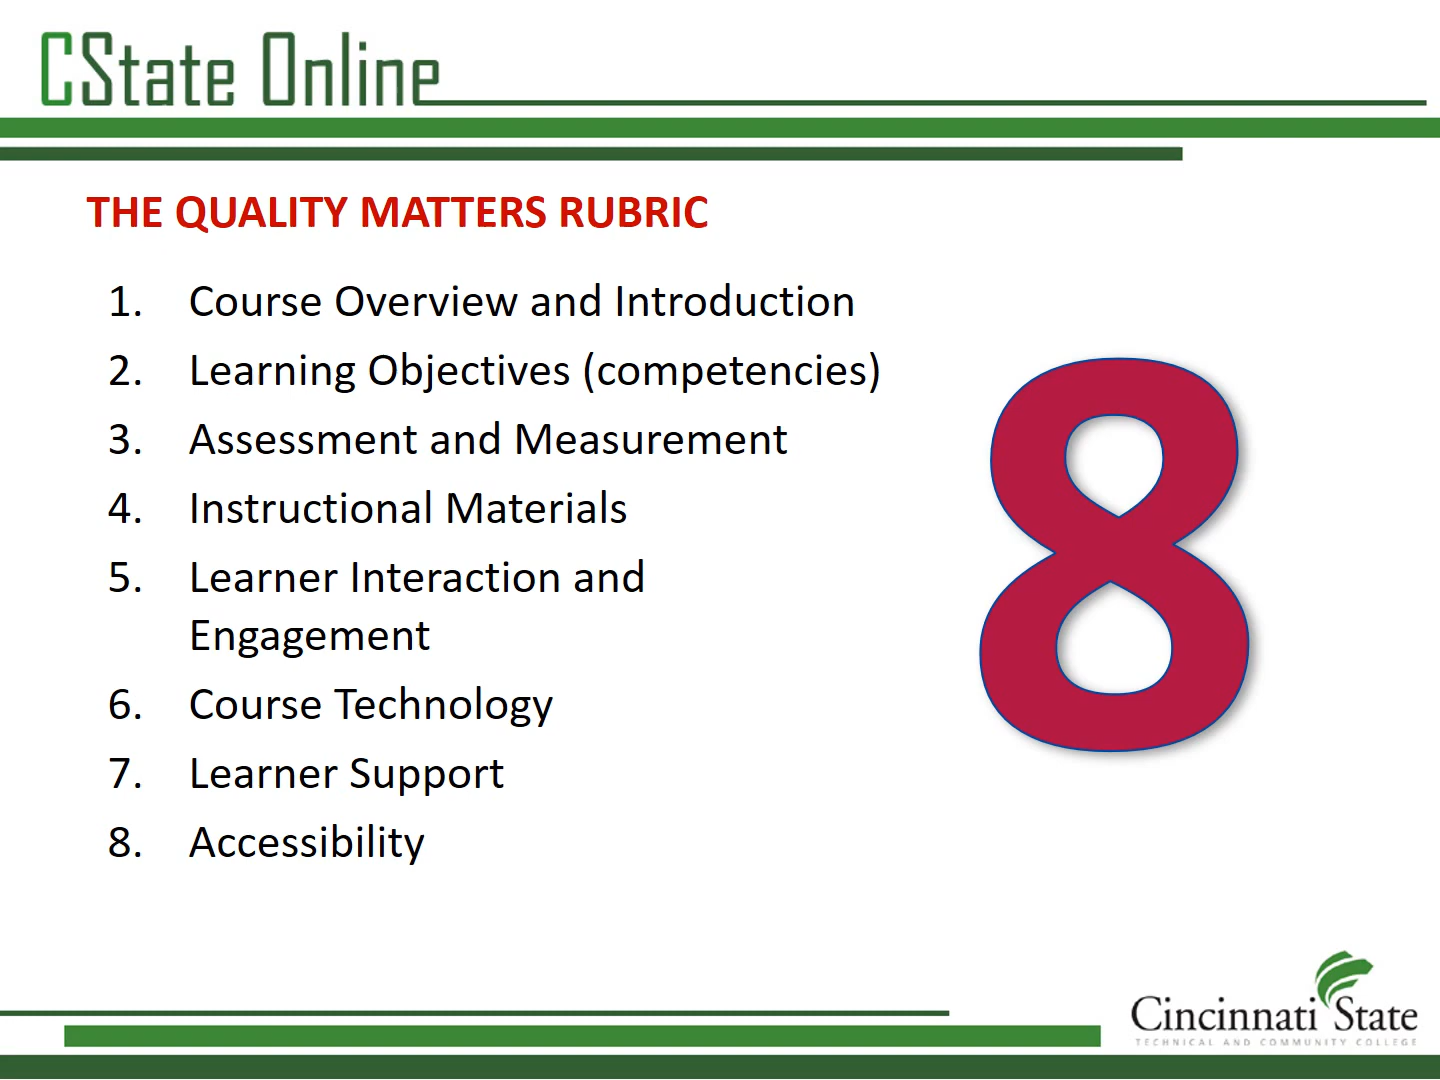 CState Online
THE QUALITY MATTERS RUBRIC
1. Course Overview and Introduction
2. Learning Objectives (competencies)
3. Assessment and Measurement
4. Instructional Materials
5. Learner Interaction and
Engagement
6. Course Technology
7. Learner Support
8. Accessibility
8
Cincinnati State
TECHNICAL AND COMMUNITY COLLEGE